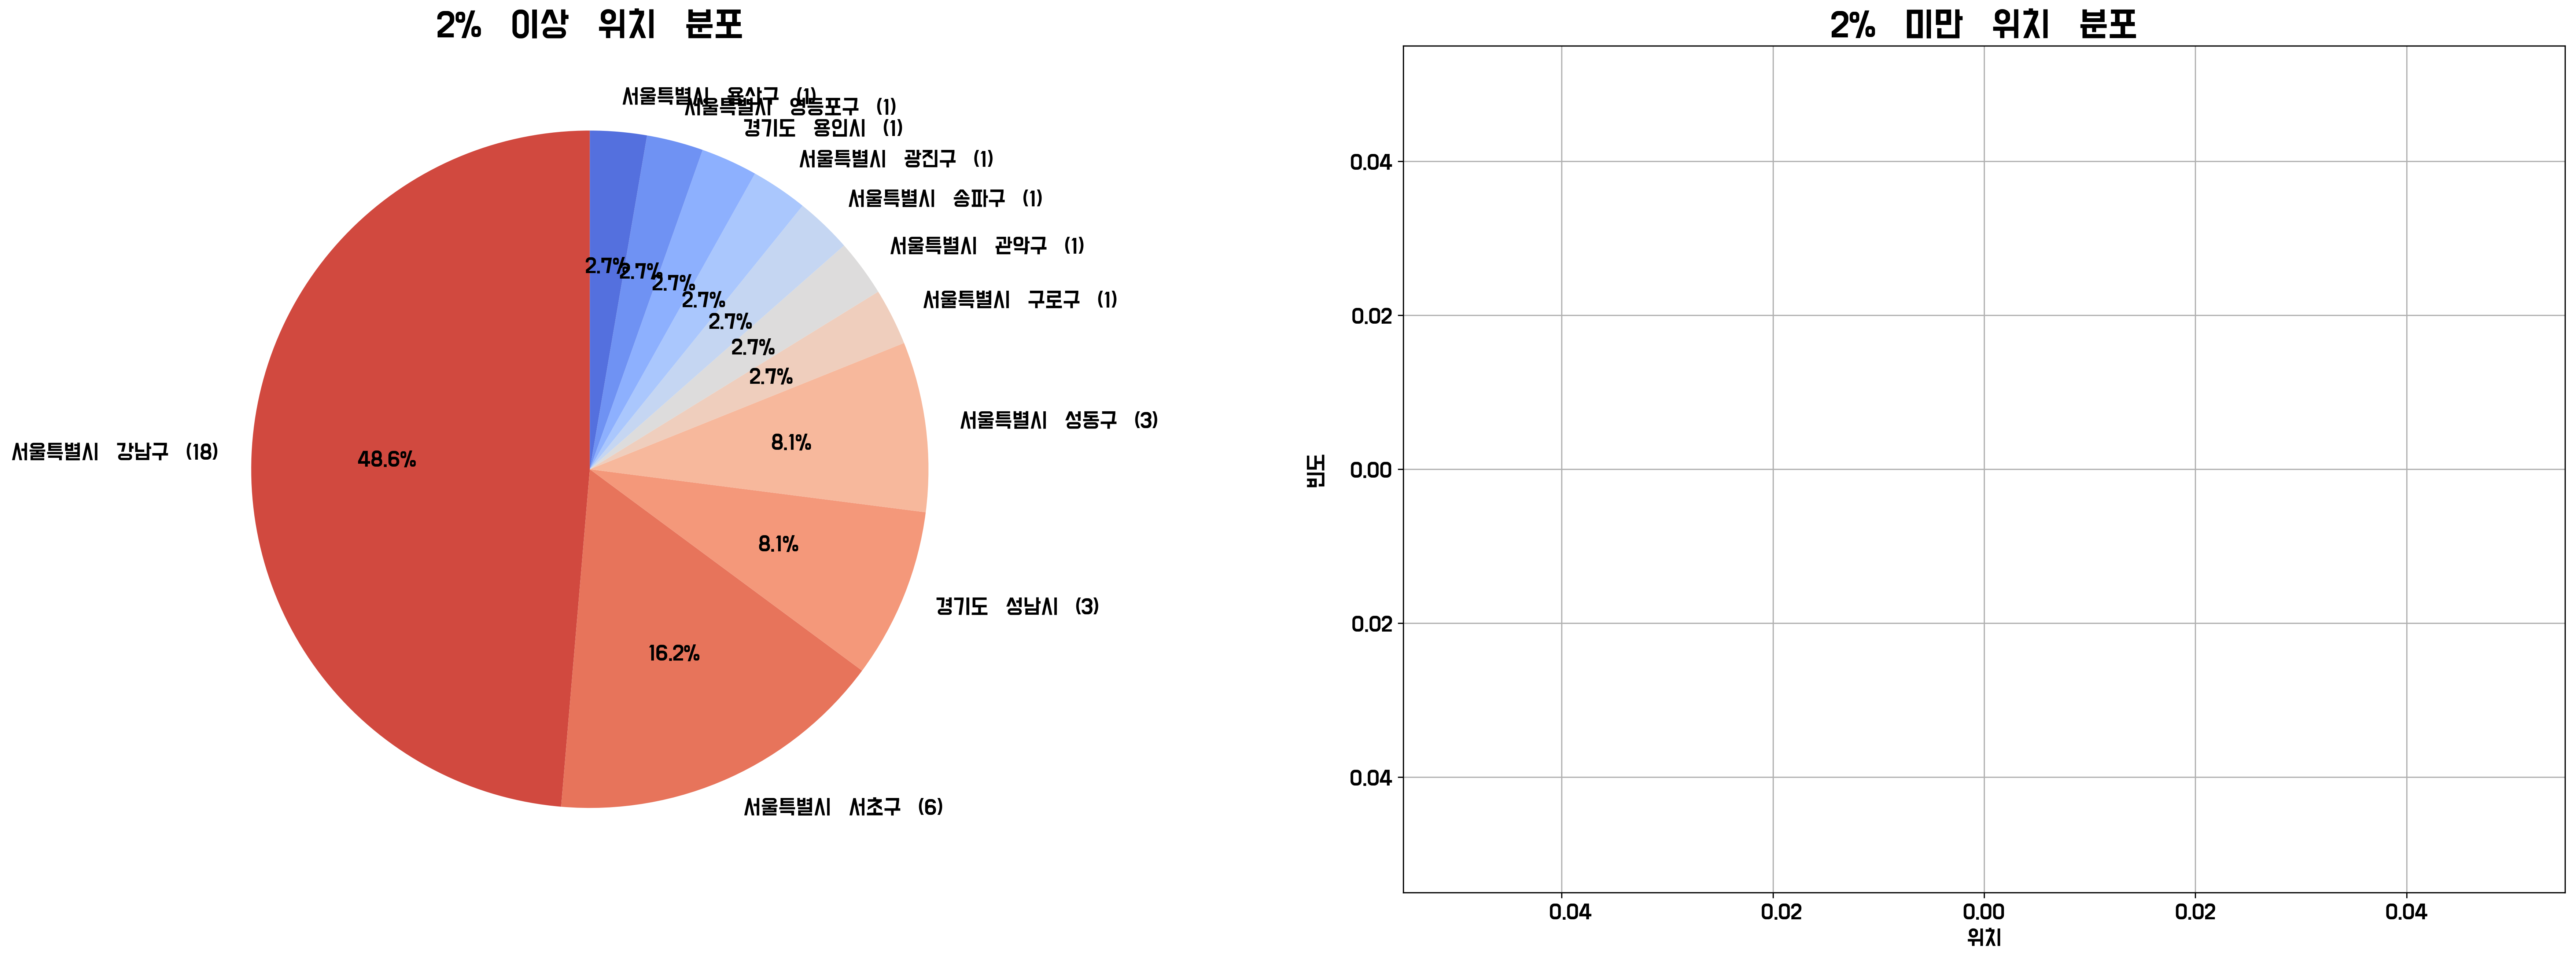 2% 이상 위치 분포
서울특별시 용산구 (1)
서울특별시 영등포구 (1)
경기도 용인시 (1)
서울특별시 광진구 (1)
서울특별시 송파구 (1)
서울특별시 관악구 (1)
서울특별시 구로구 (1)
서울특별시 성동구 (3)
경기도 성남시 (3)
서울특별시 서초구 (6)
서울특별시 강남구 (18)
2.7%
2.7%
2.7%
2.7%
2.7%
2.7%
2.7%
8.1%
8.1%
16.2%
48.6%
2% 미만 위치 분포
빈도
0.04
0.02
0.00
0.02
0.04
0.04
0.02
0.00
0.02
0.04
위치